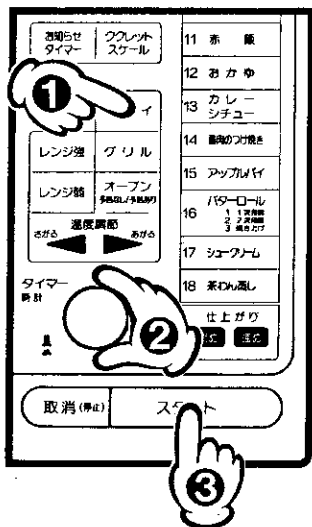 お知らせ
タイマー
ククレット
スケール
❶
ィ
レンジ強
グリル
レンジ弱
オーブン
予熱なし/予熱あり
温度調節
さがる
あがる
タイマー
時計
❷
11 赤飯
12 おかゆ
13 カレー
シチュー
14 鶏肉のつけ焼き
15 アップルパイ
16 バターロール
1 1次発酵
2 2次発酵
3 焼き上げ
17 シュークリーム
18 茶わん蒸し
仕上がり
取消(停止)
スタート
❸